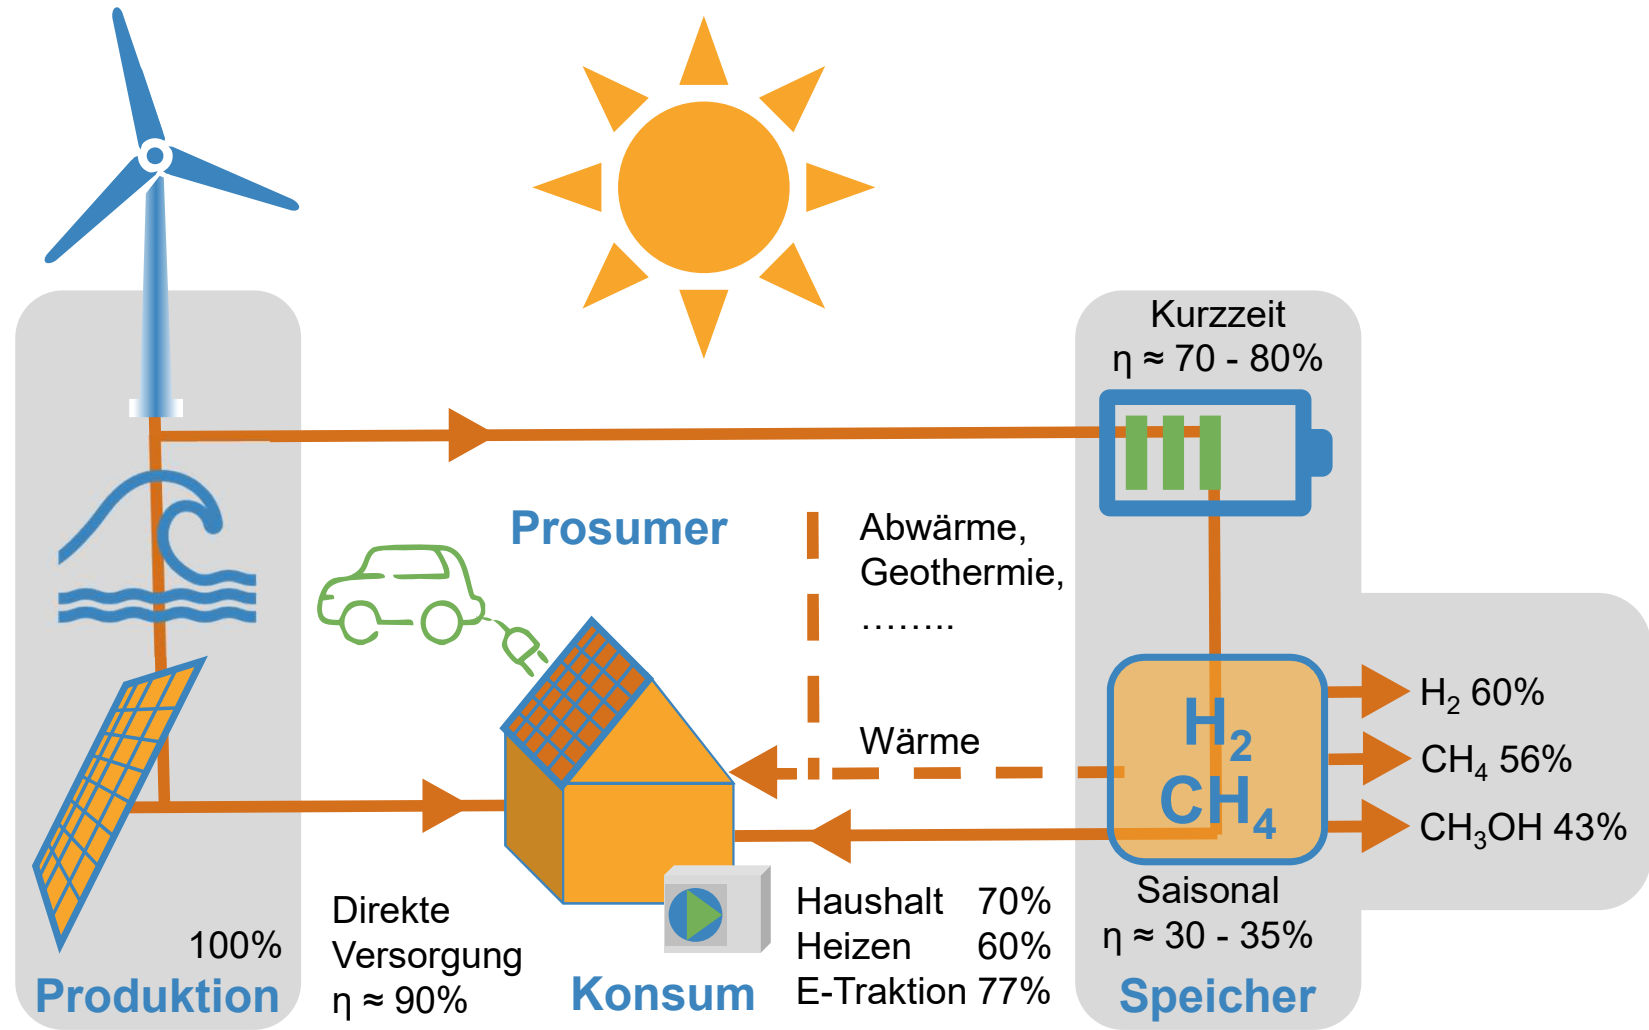 Kurzzeit
η ≈ 70 - 80%
Prosumer
Abwärme,
Geothermie,
........
Wärme
H₂
CH₄
H₂ 60%
CH₄ 56%
CH₃OH 43%
Saisonal
η ≈ 30 - 35%
Speicher
100%
Produktion
Direkte
Versorgung
η ≈ 90%
Konsum
Haushalt 70%
Heizen 60%
E-Traktion 77%